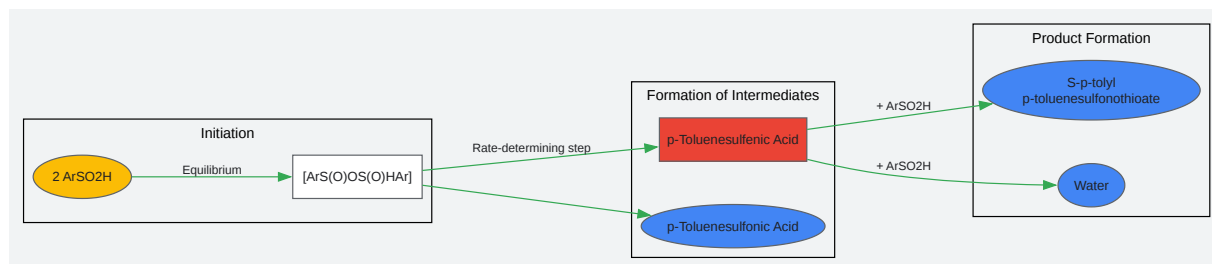 Initiation
2 ArSO2H
Equilibrium
[ArS(O)OS(O)HAr]
Rate-determining step
Formation of Intermediates
p-Toluenesulfenic Acid
p-Toluenesulfonic Acid
+ ArSO2H
+ ArSO2H
Product Formation
S-p-tolyl
p-toluenesulfonothioate
Water